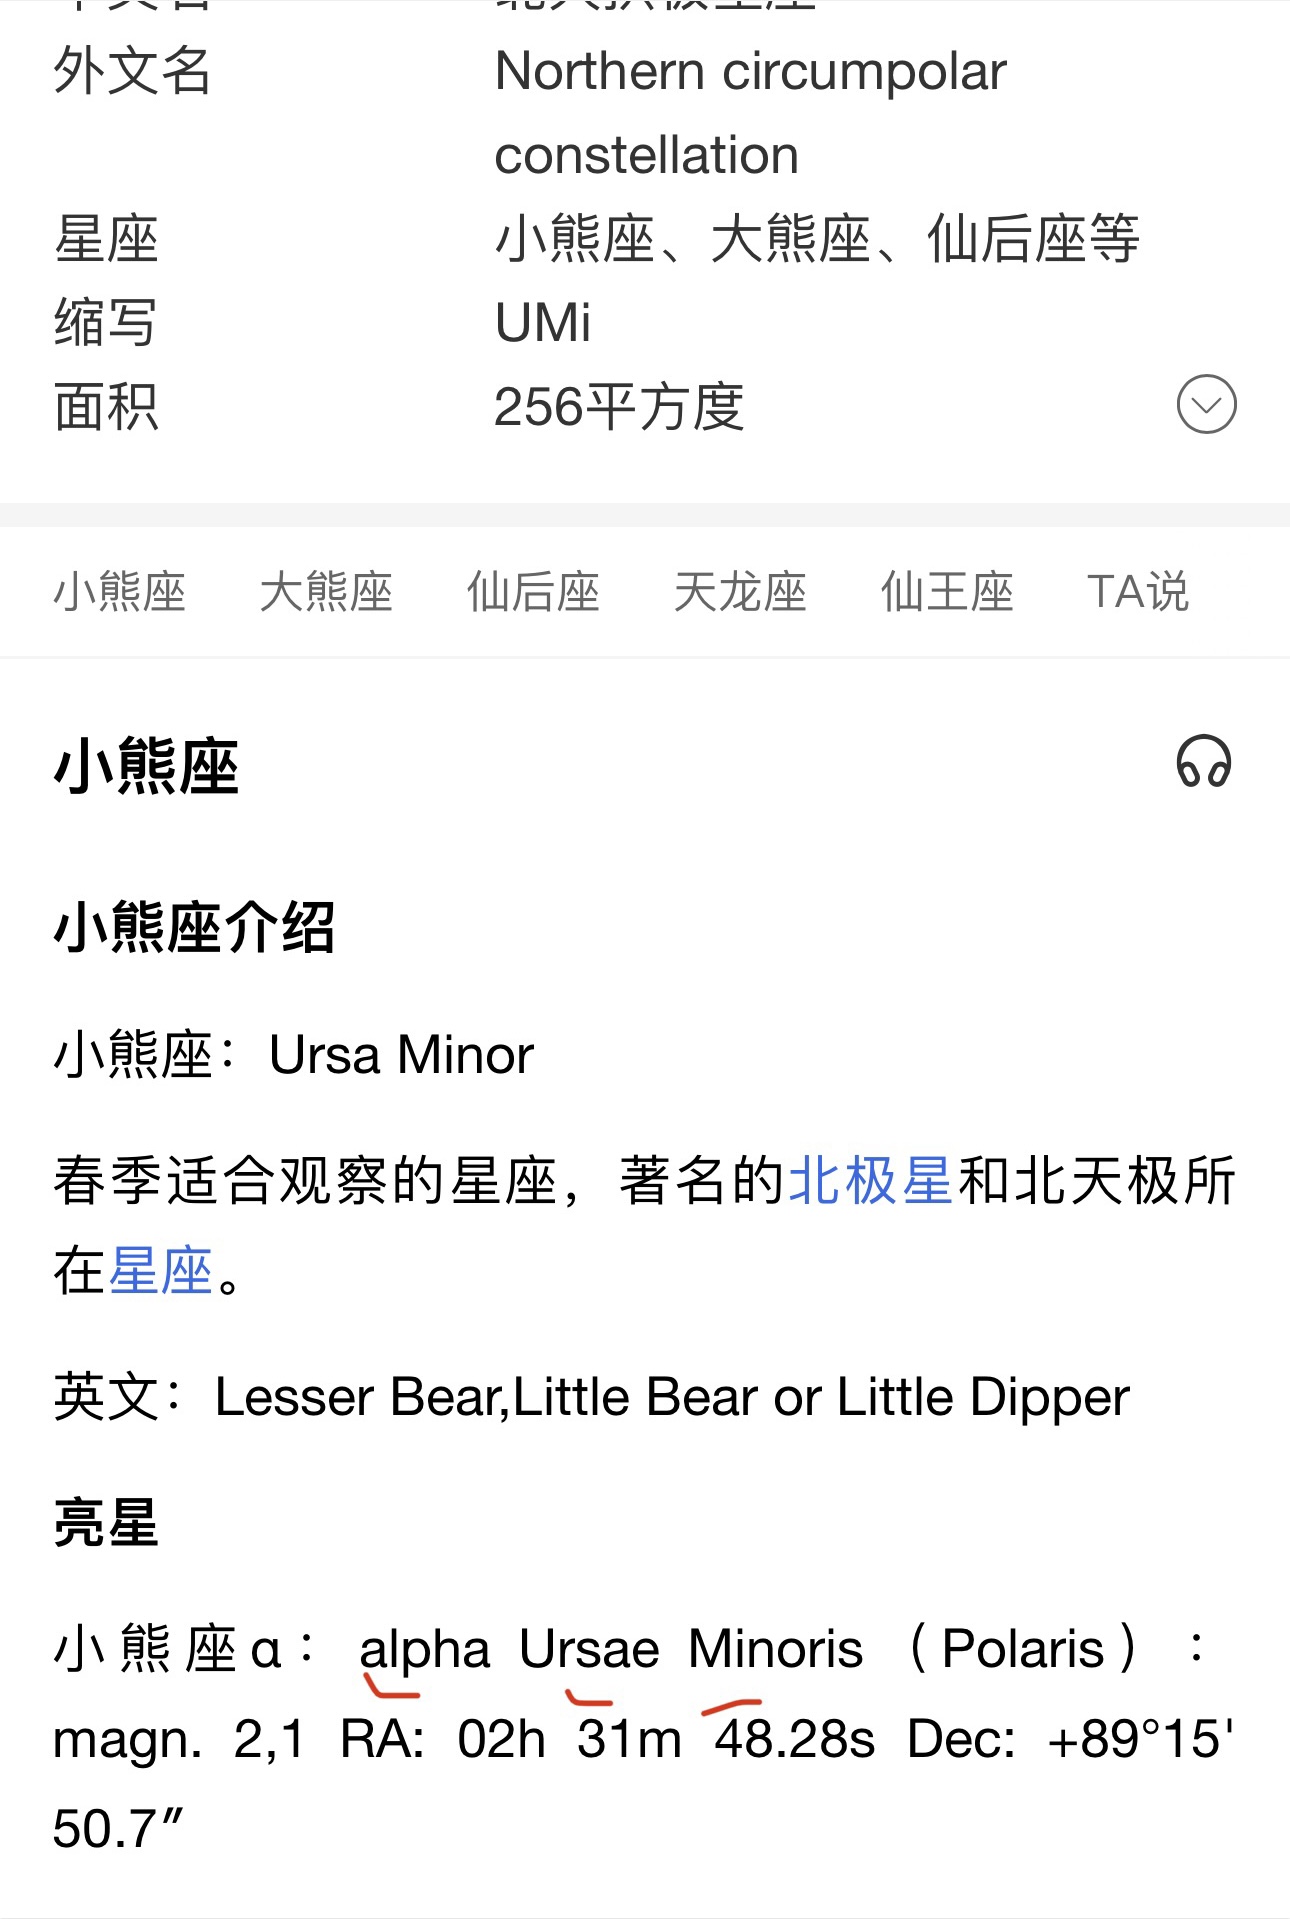 外文名 Northern circumpolar
constellation
星座 小熊座、大熊座、仙后座等
缩写 UMi
面积 256平方度
小熊座 大熊座 仙后座 天龙座 仙王座 TA说
小熊座
小熊座介绍
小熊座：Ursa Minor
春季适合观察的星座，著名的北极星和北天极所
在星座。
英文：Lesser Bear,Little Bear or Little Dipper
亮星
小熊座α：alpha Ursae Minoris（Polaris）：
magn. 2,1 RA: 02h 31m 48.28s Dec: +89°15'
50.7″